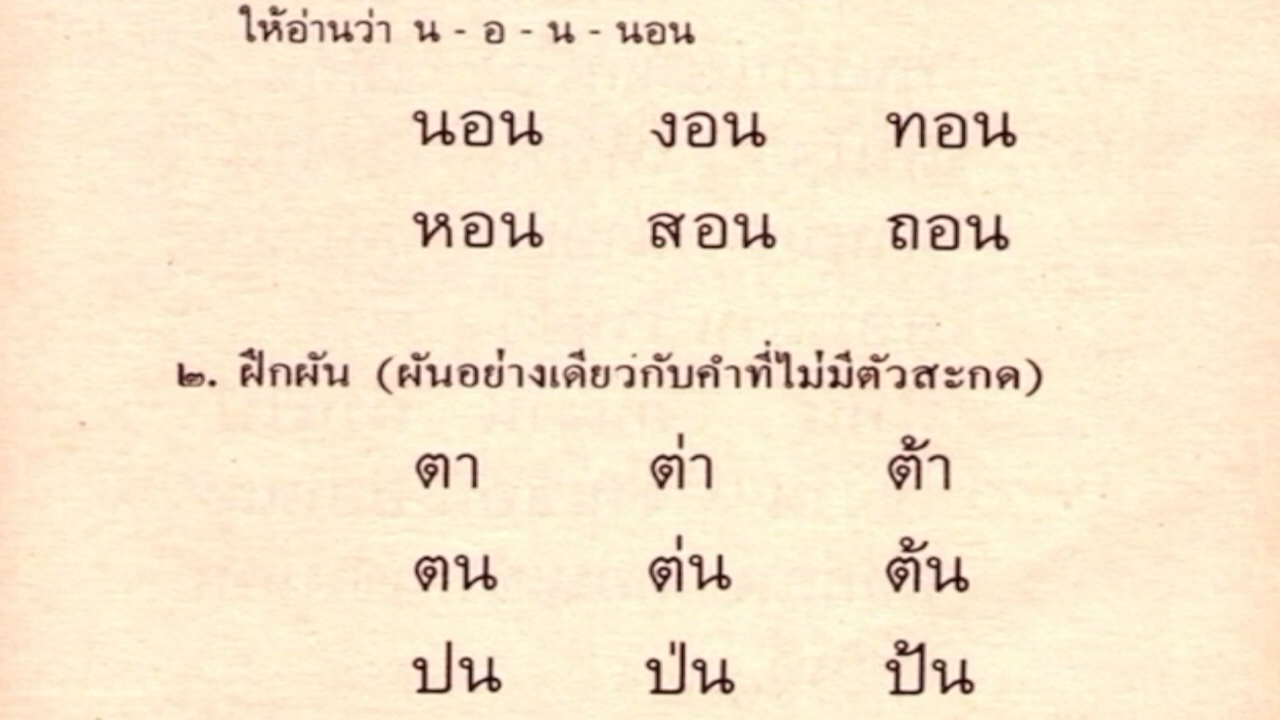 ให้อ่านว่า น - อ - น - นอน
นอน งอน ทอน
หอน สอน ถอน
๒. ฝึกผัน (ผันอย่างเดียวกับคำที่ไม่มีตัวสะกด)
ตา ต่า ต้า
ตน ต่น ต้น
ปน ป่น ป้น